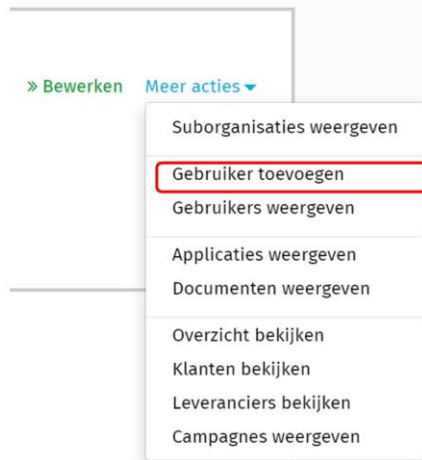 » Bewerken Meer acties
Suborganisaties weergeven
Gebruiker toevoegen
Gebruikers weergeven
Applicaties weergeven
Documenten weergeven
Overzicht bekijken
Klanten bekijken
Leveranciers bekijken
Campagnes weergeven